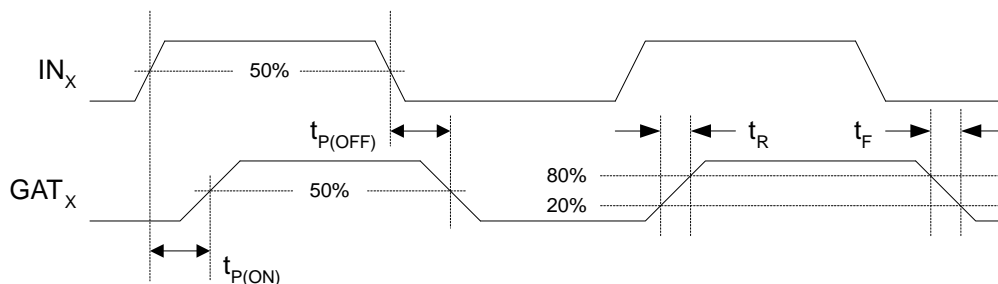 IN_X
50%
t_P(OFF)
t_R
t_F
GAT_X
50%
80%
20%
t_P(ON)